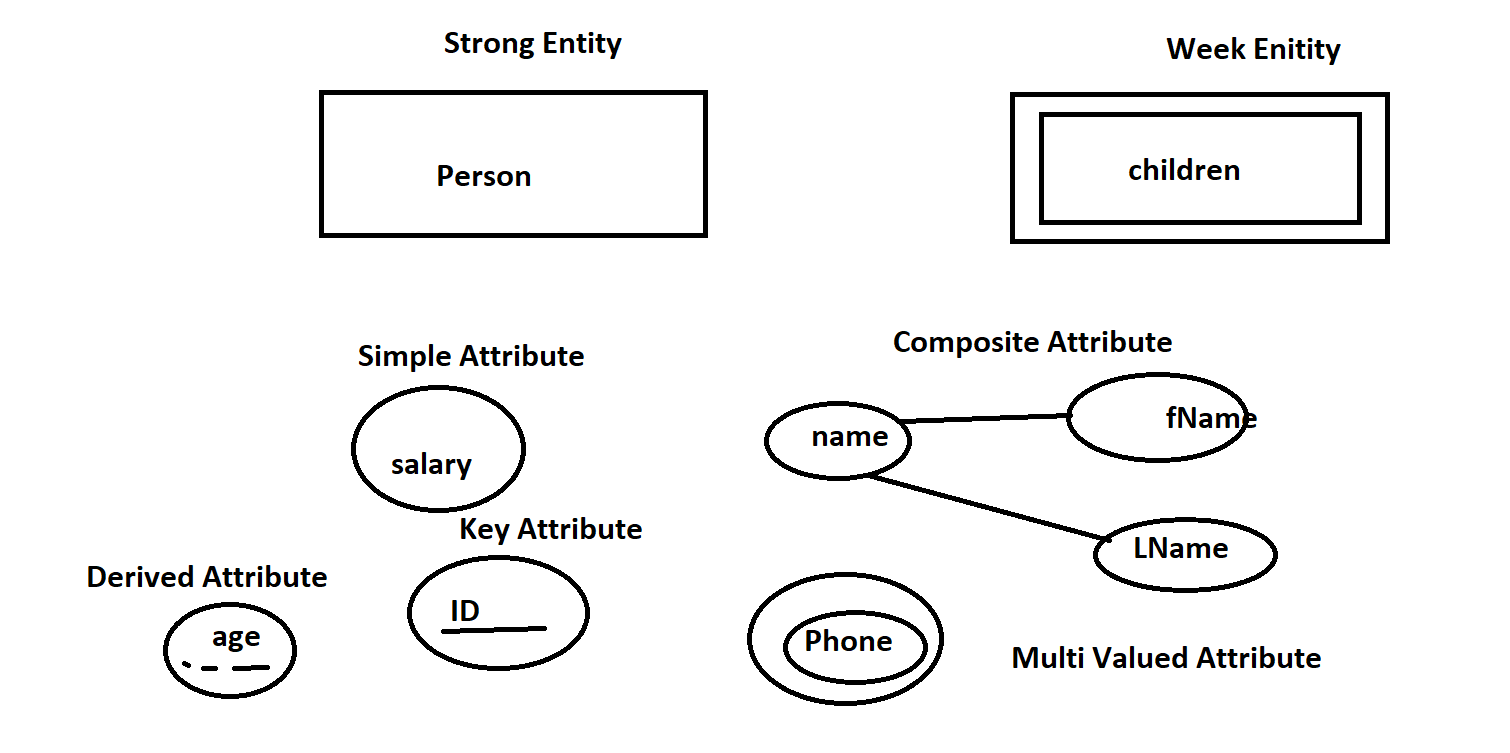 Strong Entity
Week Enitity
Person
children
Simple Attribute
Composite Attribute
salary
name
fName
Key Attribute
LName
Derived Attribute
ID
age
Phone
Multi Valued Attribute